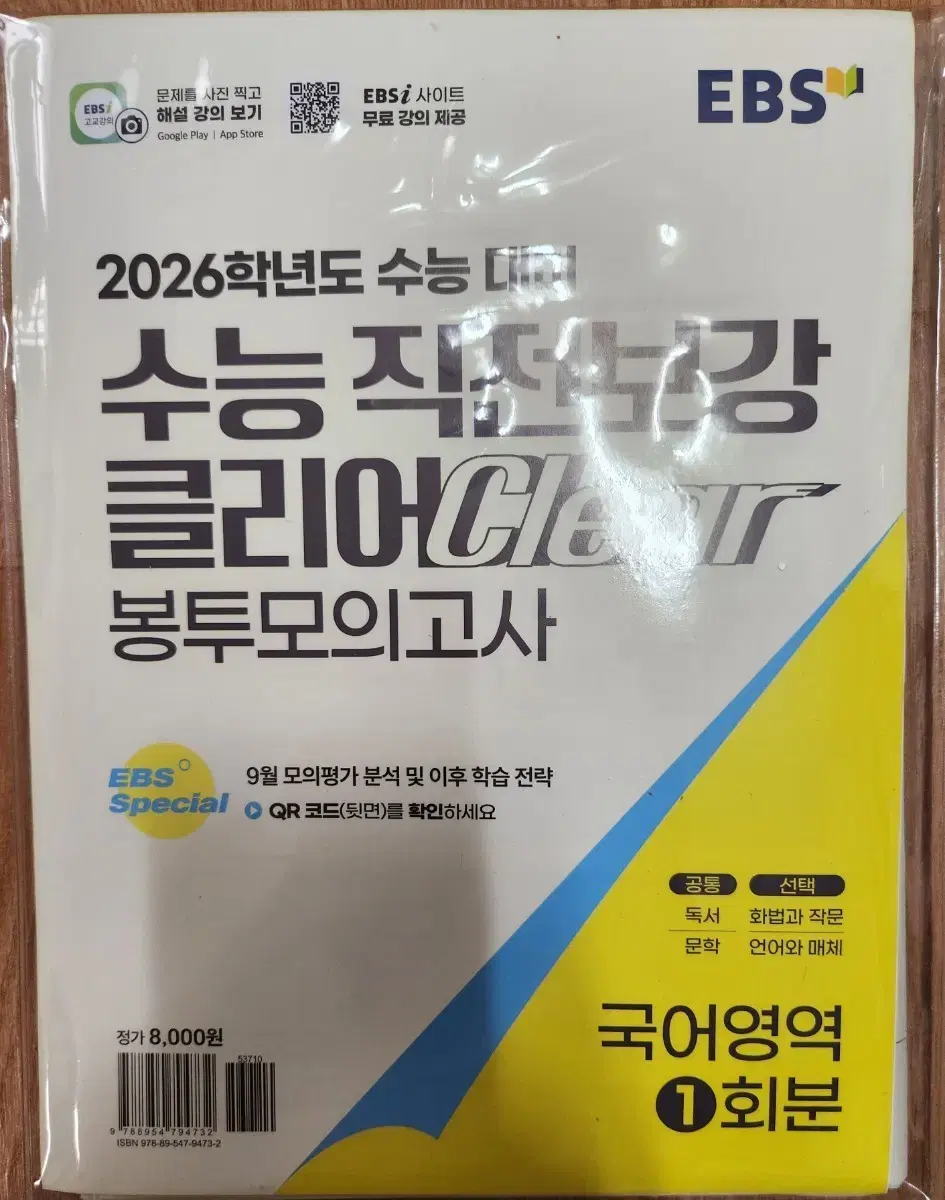 EBSi
고교강의
문제를 사진 찍고
해설 강의 보기
Google Play | App Store
EBSi 사이트
무료 강의 제공
EBS
2026학년도 수능 대비
수능 직전보강
클리어Clear
봉투모의고사
EBS
Special
9월 모의평가 분석 및 이후 학습 전략
QR 코드(뒷면)를 확인하세요
공통 선택
독서 화법과 작문
문학 언어와 매체
국어영역
1회분
정가 8,000원
53710
9 788954 794732
ISBN 978-89-547-9473-2